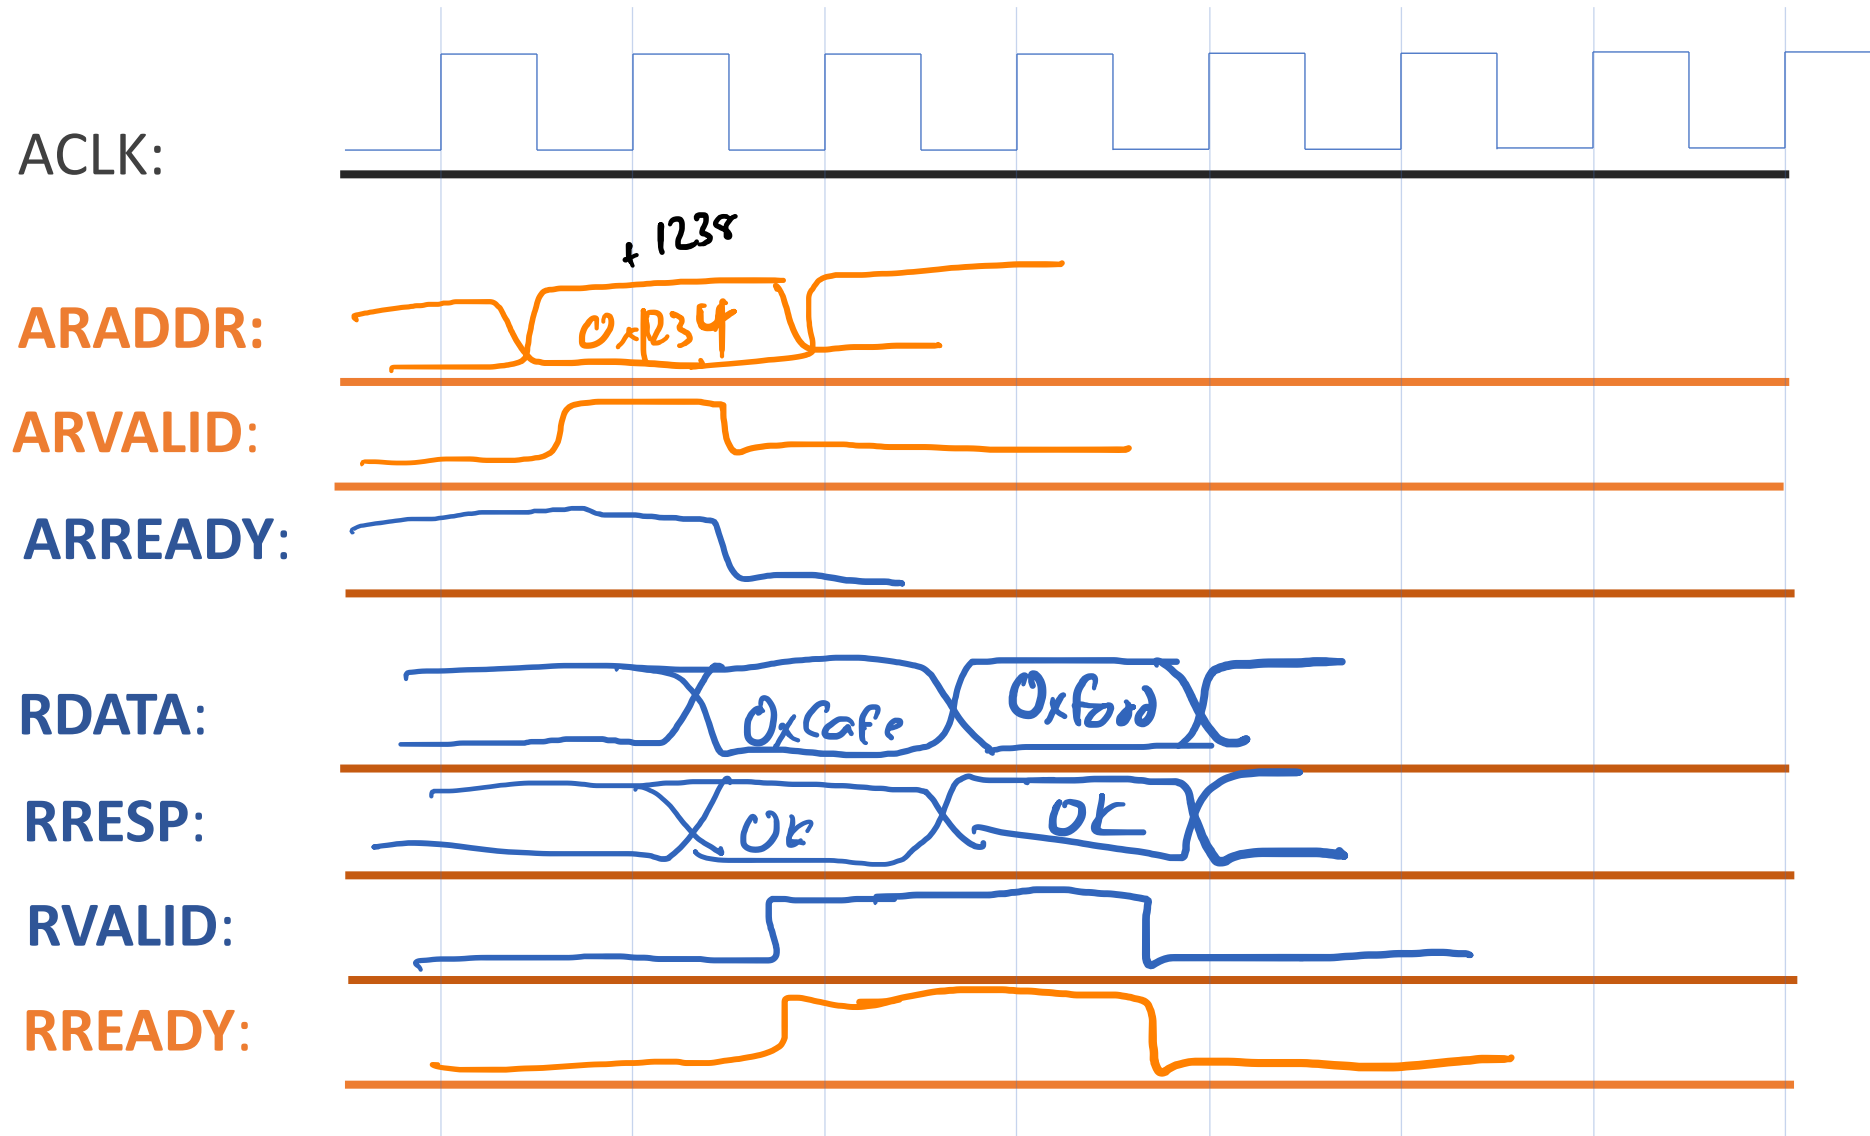 ACLK:
+ 1238
ARADDR: 0x1234
ARVALID:
ARREADY:
RDATA: 0xCafe 0xfood
RRESP: OK OK
RVALID:
RREADY: